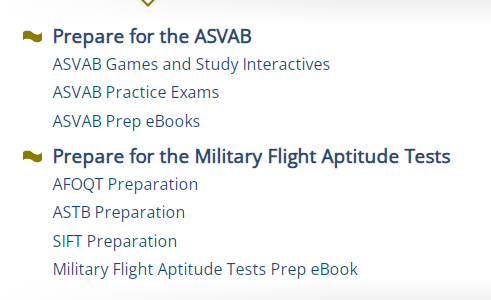 Prepare for the ASVAB
ASVAB Games and Study Interactives
ASVAB Practice Exams
ASVAB Prep eBooks
Prepare for the Military Flight Aptitude Tests
AFOQT Preparation
ASTB Preparation
SIFT Preparation
Military Flight Aptitude Tests Prep eBook